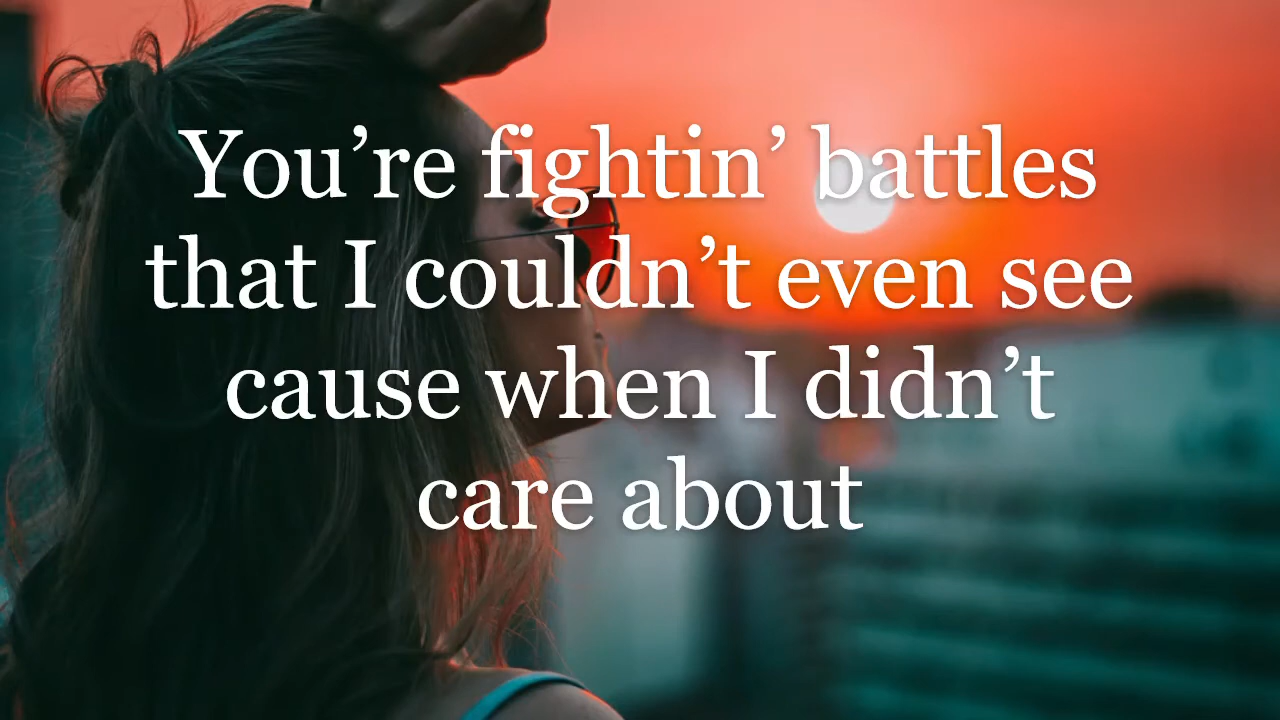 You’re fightin’ battles
that I couldn’t even see
cause when I didn’t
care about